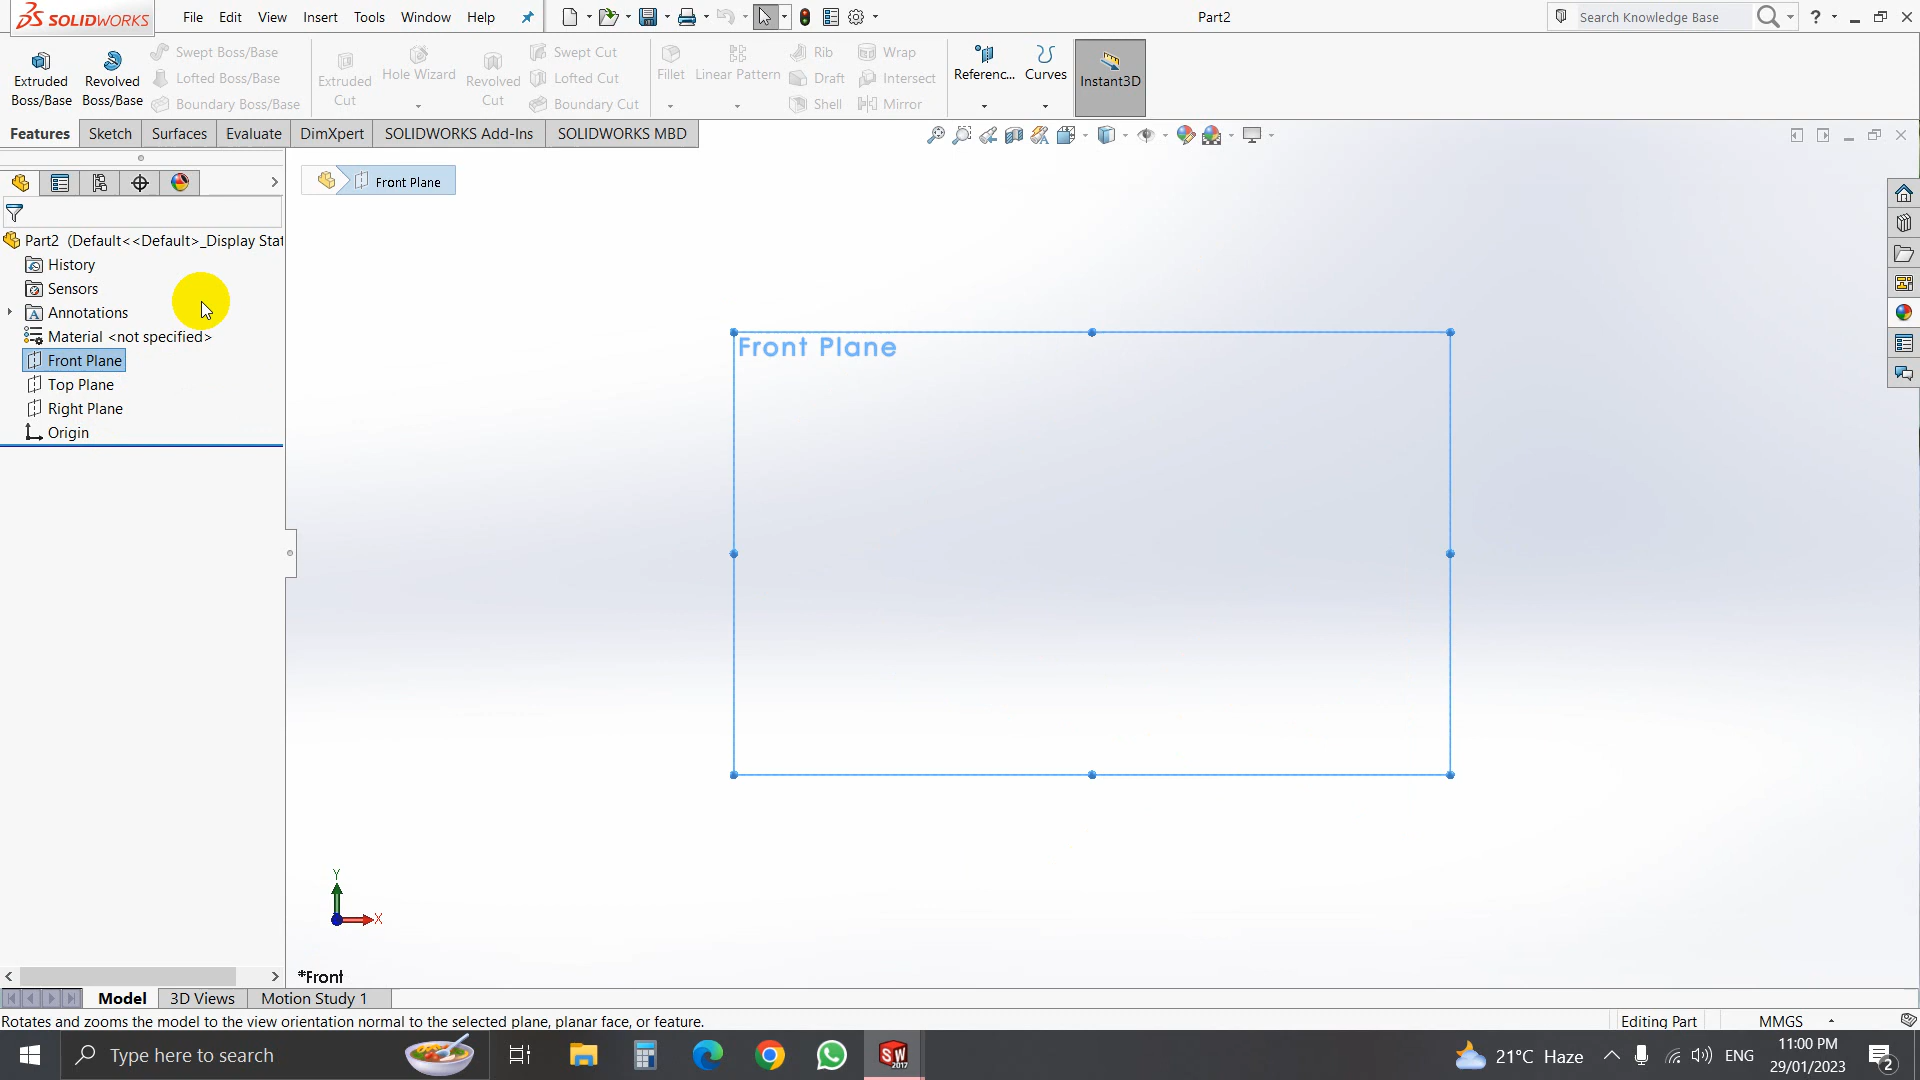 SOLIDWORKS File Edit View Insert Tools Window Help Part2 Search Knowledge Base ?
Extruded Boss/Base
Revolved Boss/Base
Swept Boss/Base
Lofted Boss/Base
Boundary Boss/Base
Extruded Cut
Hole Wizard
Revolved Cut
Swept Cut
Lofted Cut
Boundary Cut
Fillet
Linear Pattern
Rib
Draft
Shell
Wrap
Intersect
Mirror
Referenc...
Curves
Instant3D
Features Sketch Surfaces Evaluate DimXpert SOLIDWORKS Add-Ins SOLIDWORKS MBD
Front Plane
Part2 (Default<<Default>_Display Stat
History
Sensors
A Annotations
Material <not specified>
Front Plane
Top Plane
Right Plane
Origin
Front Plane
Y
X
*Front
Model 3D Views Motion Study 1
Rotates and zooms the model to the view orientation normal to the selected plane, planar face, or feature. Editing Part MMGS
Type here to search SW 2017 21°C Haze ENG 11:00 PM
29/01/2023
2